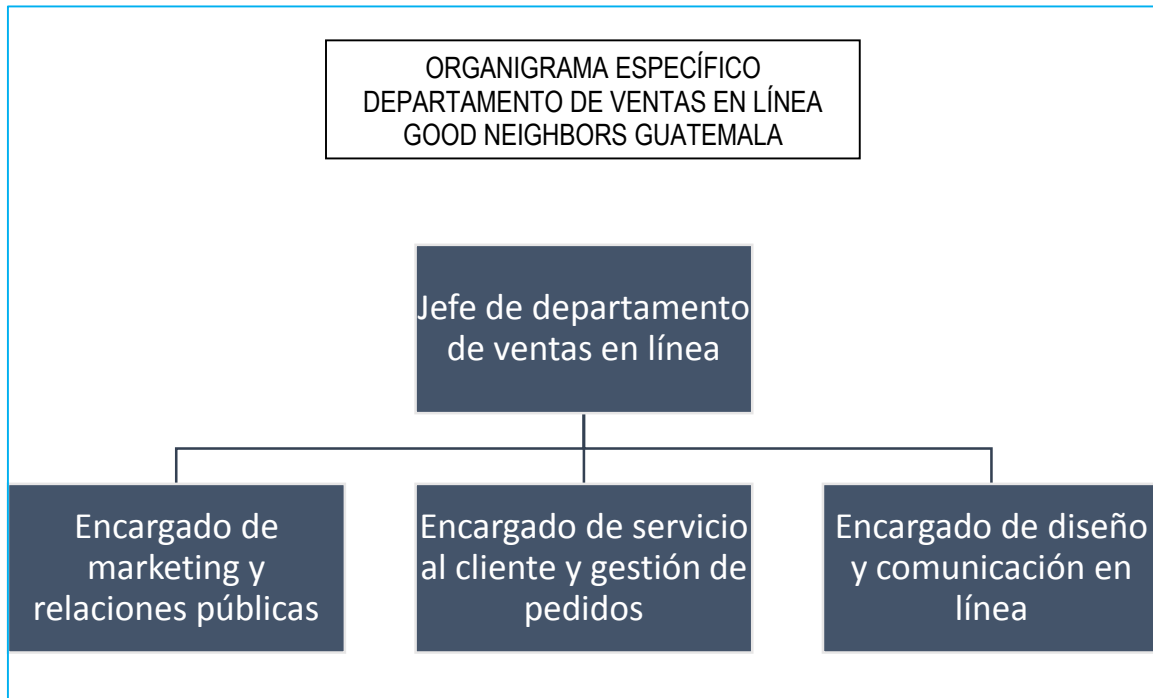 ORGANIGRAMA ESPECÍFICO
DEPARTAMENTO DE VENTAS EN LÍNEA
GOOD NEIGHBORS GUATEMALA
Jefe de departamento
de ventas en línea
Encargado de
marketing y
relaciones públicas
Encargado de servicio
al cliente y gestión de
pedidos
Encargado de diseño
y comunicación en
línea